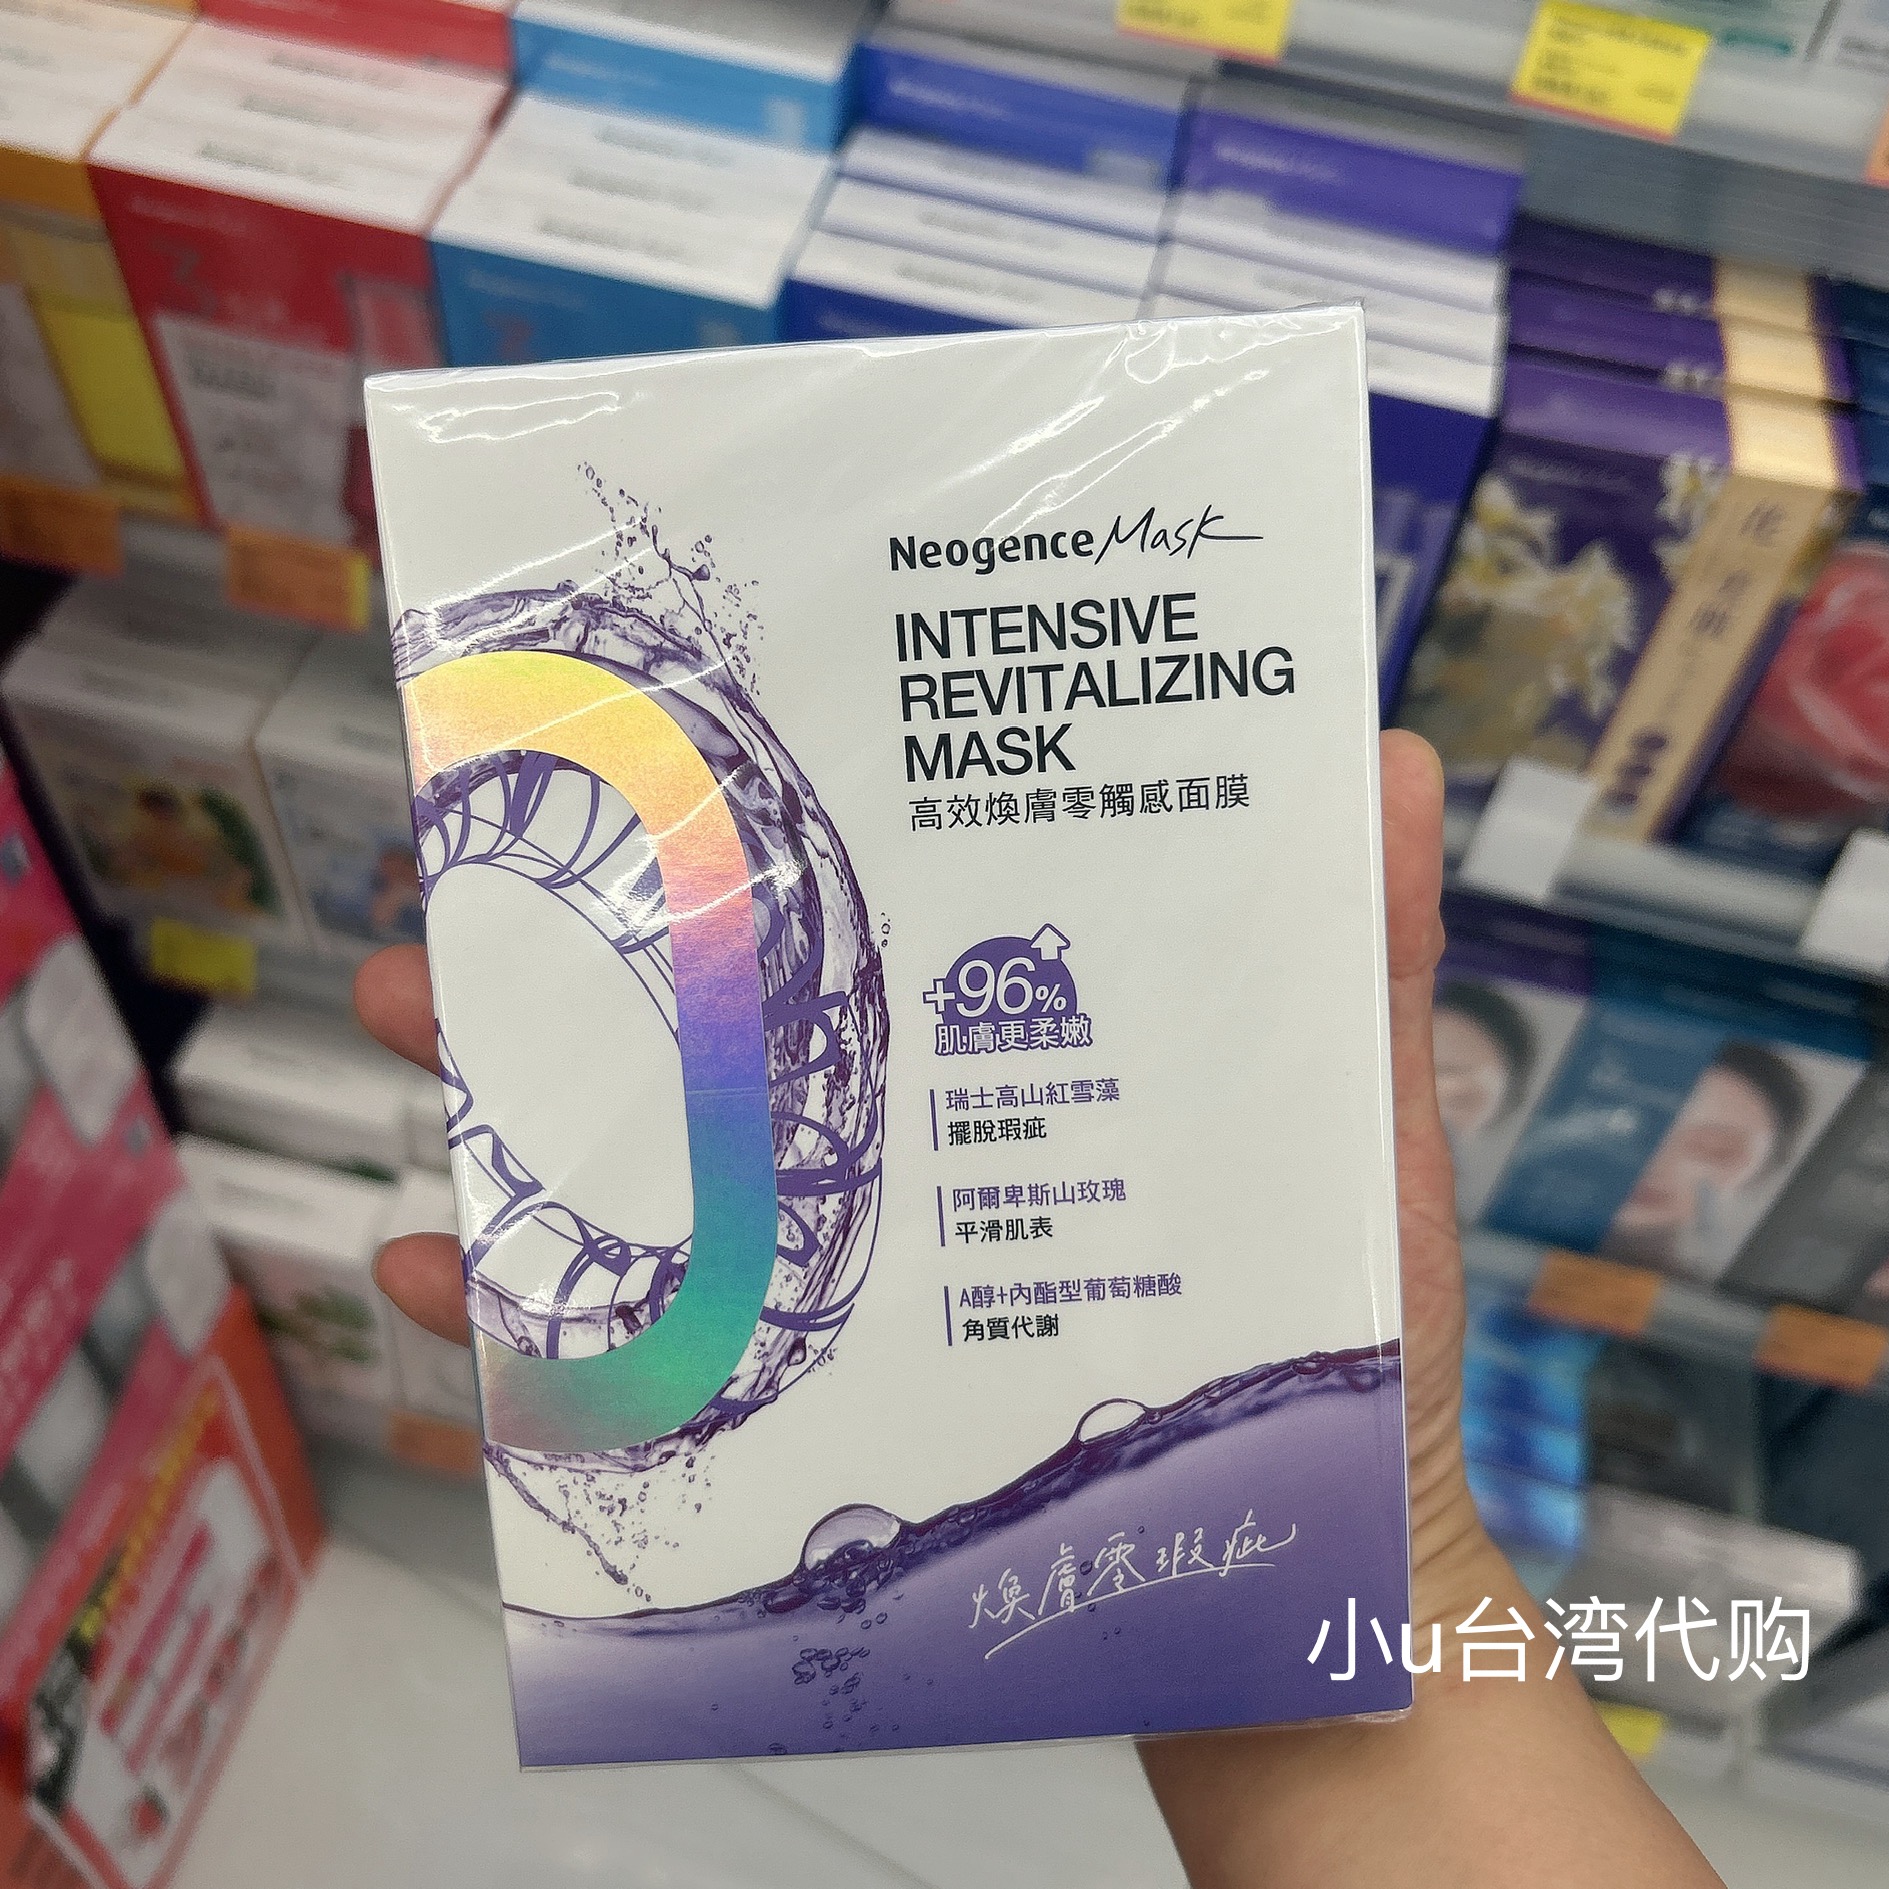 Neogence Mask
INTENSIVE
REVITALIZING
MASK
高效煥膚零觸感面膜
+96%
肌膚更柔嫩
瑞士高山紅雪藻
擺脫瑕疵
阿爾卑斯山玫瑰
平滑肌表
A醇+內酯型葡萄糖酸
角質代謝
煥膚零瑕疵
小u台湾代购